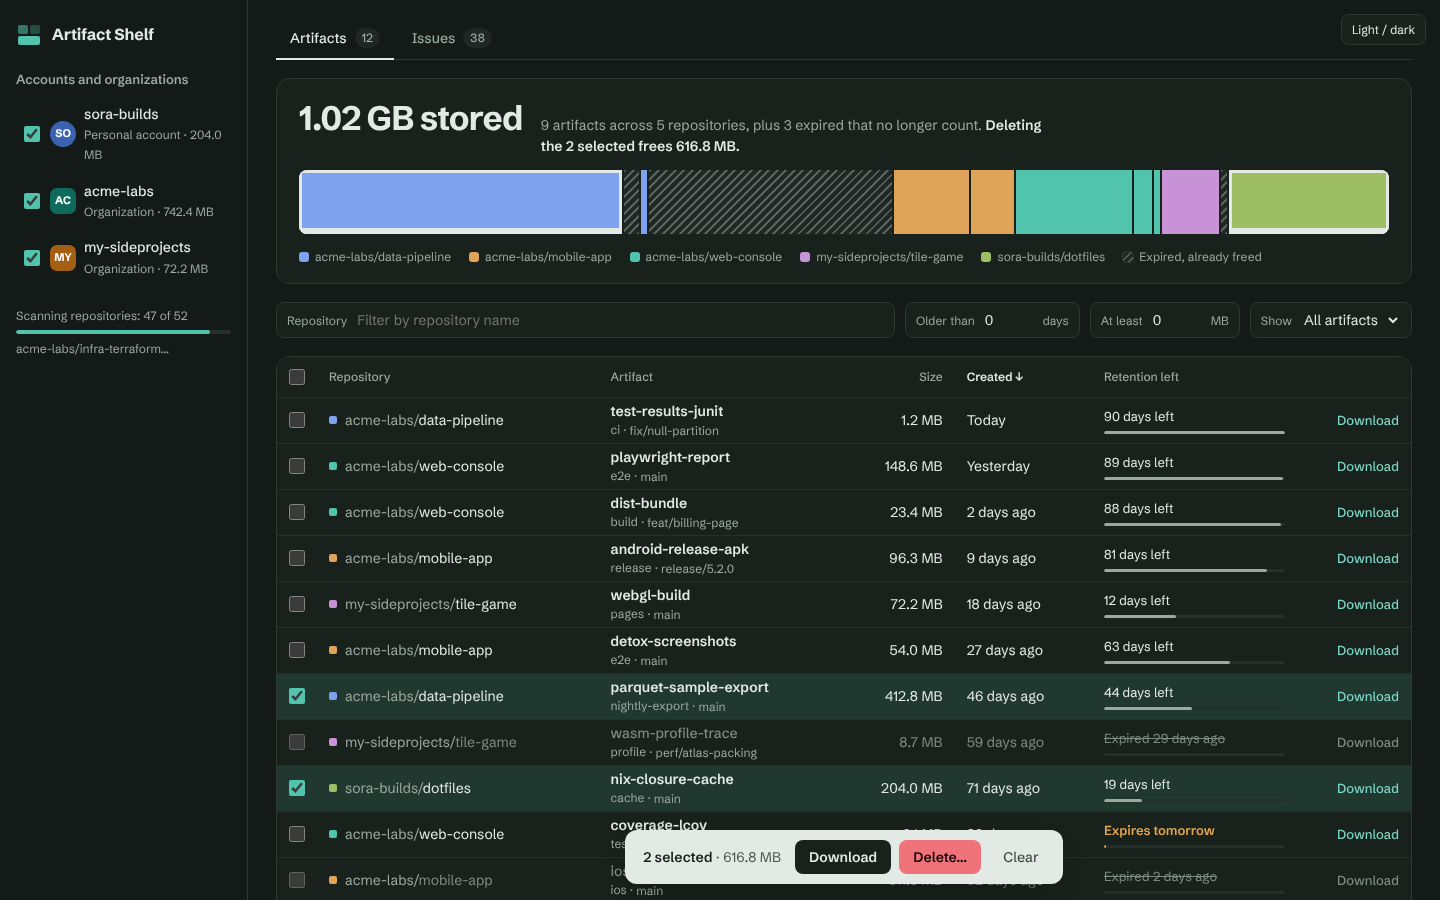 Artifact Shelf
Accounts and organizations
SO
sora-builds
Personal account · 204.0
MB
AC
acme-labs
Organization · 742.4 MB
MY
my-sideprojects
Organization · 72.2 MB
Scanning repositories: 47 of 52
acme-labs/infra-terraform...
Artifacts 12 Issues 38
Light / dark
1.02 GB stored
9 artifacts across 5 repositories, plus 3 expired that no longer count. Deleting
the 2 selected frees 616.8 MB.
acme-labs/data-pipeline acme-labs/mobile-app acme-labs/web-console my-sideprojects/tile-game sora-builds/dotfiles Expired, already freed
Repository Filter by repository name Older than 0 days At least 0 MB Show All artifacts
Repository Artifact Size Created ↓ Retention left
acme-labs/data-pipeline test-results-junit 1.2 MB Today 90 days left Download
ci · fix/null-partition
acme-labs/web-console playwright-report 148.6 MB Yesterday 89 days left Download
e2e · main
acme-labs/web-console dist-bundle 23.4 MB 2 days ago 88 days left Download
build · feat/billing-page
acme-labs/mobile-app android-release-apk 96.3 MB 9 days ago 81 days left Download
release · release/5.2.0
my-sideprojects/tile-game webgl-build 72.2 MB 18 days ago 12 days left Download
pages · main
acme-labs/mobile-app detox-screenshots 54.0 MB 27 days ago 63 days left Download
e2e · main
acme-labs/data-pipeline parquet-sample-export 412.8 MB 46 days ago 44 days left Download
nightly-export · main
my-sideprojects/tile-game wasm-profile-trace 8.7 MB 59 days ago Expired 29 days ago Download
profile · perf/atlas-packing
sora-builds/dotfiles nix-closure-cache 204.0 MB 71 days ago 19 days left Download
cache · main
acme-labs/web-console coverage-lcov Expires tomorrow Download
acme-labs/mobile-app Expired 2 days ago Download
ios · main
2 selected · 616.8 MB Download Delete... Clear